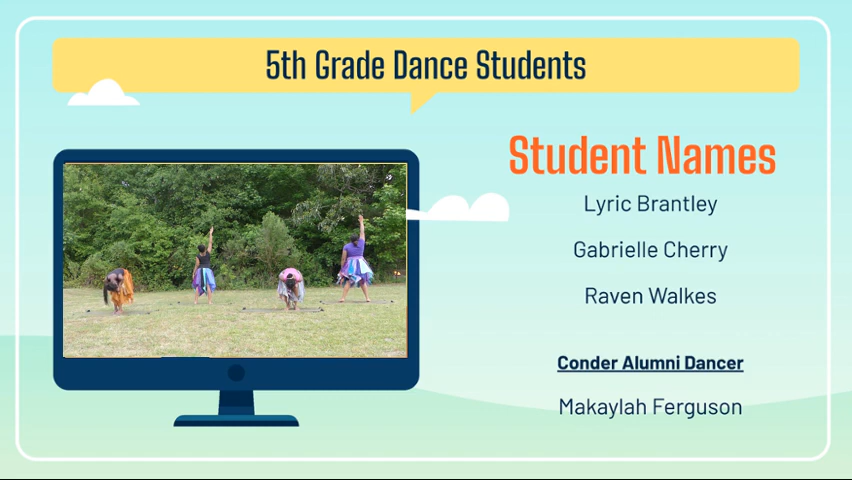 5th Grade Dance Students
Student Names
Lyric Brantley
Gabrielle Cherry
Raven Walkes
Conder Alumni Dancer
Makaylah Ferguson